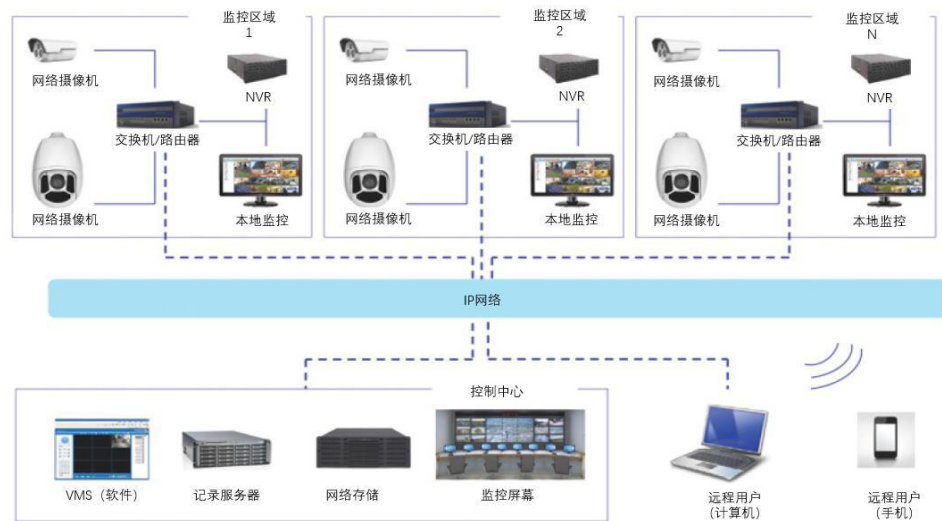 监控区域
1
网络摄像机
NVR
交换机/路由器
网络摄像机
本地监控
监控区域
2
网络摄像机
NVR
交换机/路由器
网络摄像机
本地监控
监控区域
N
网络摄像机
NVR
交换机/路由器
网络摄像机
本地监控
IP网络
控制中心
VMS（软件）
记录服务器
网络存储
监控屏幕
远程用户
(计算机)
远程用户
(手机)